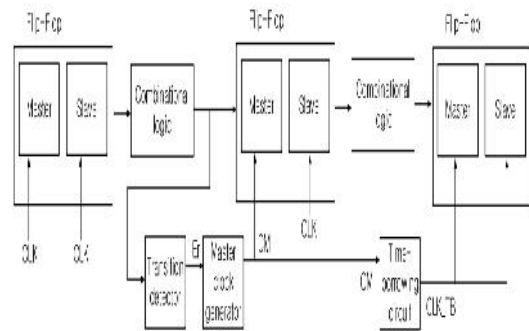 Flip-Flop
Flip-Flop
Flip-Flop
Master
Slave
Combinational
logic
Master
Slave
Combinational
logic
Master
Slave
CLK
CLK
CLK
CM
Er
Transition
detector
Master
clock
generator
CM
Time-
borrowing
circuit
CLK_TB